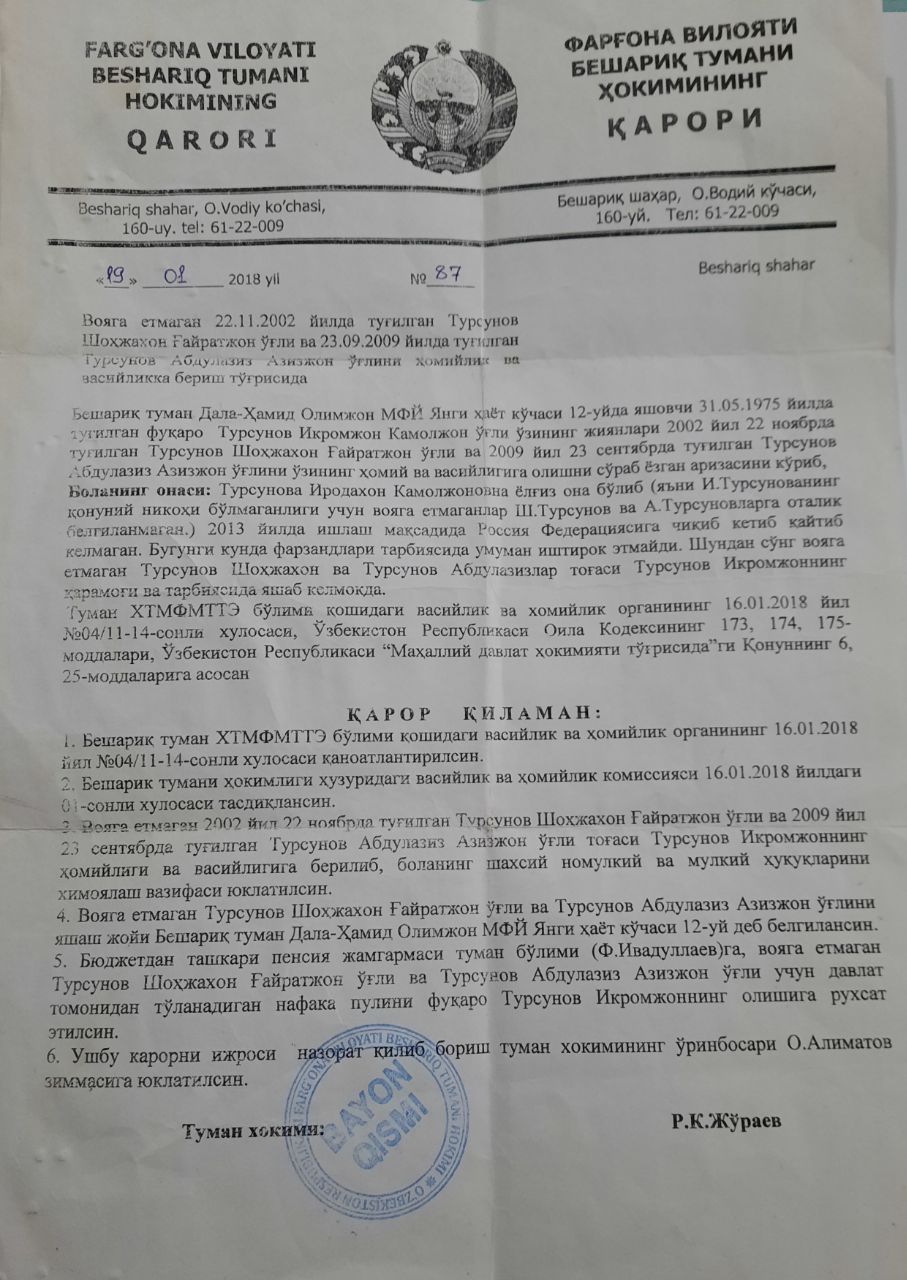 FARG'ONA VILOYATI
BESHARIQ TUMANI
HOKIMINING
QARORI
ФАРҒОНА ВИЛОЯТИ
БЕШАРИҚ ТУМАНИ
ҲОКИМИНИНГ
ҚАРОРИ
Beshariq shahar, O.Vodiy ko'chasi,
160-uy. tel: 61-22-009
Бешариқ шаҳар, О.Водий кўчаси,
160-уй. Тел: 61-22-009
«19» 01 2018 yil
№ 87
Beshariq shahar
Вояга етмаган 22.11.2002 йилда туғилган Турсунов
Шоҳжахон Ғайратжон ўғли ва 23.09.2009 йилда туғилган
Турсунов Абдулазиз Азизжон ўғлини ҳомийлик ва
васийликка бериш тўғрисида
Бешариқ туман Дала-Ҳамид Олимжон МФЙ Янги ҳаёт кўчаси 12-уйда яшовчи 31.05.1975 йилда
туғилган фуқаро Турсунов Икромжон Камолжон ўғли ўзининг жиянлари 2002 йил 22 ноябрда
туғилган Турсунов Шоҳжахон Ғайратжон ўғли ва 2009 йил 23 сентябрда туғилган Турсунов
Абдулазиз Азизжон ўғлини ўзининг ҳомий ва васийлигига олишни сўраб ёзган аризасини кўриб,
Боланинг онаси: Турсунова Иродахон Камолжоновна ёлғиз она бўлиб (яъни И.Турсунованинг
қонуний никоҳи бўлмаганлиги учун вояга етмаганлар Ш.Турсунов ва А.Турсуновларга оталик
белгиланмаган.) 2013 йилда ишлаш мақсадида Россия Федерациясига чиқиб кетиб қайтиб
келмаган. Бугунги кунда фарзандлари тарбиясида умуман иштирок этмайди. Шундан сўнг вояга
етмаган Турсунов Шоҳжахон ва Турсунов Абдулазизлар тоғаси Турсунов Икромжоннинг
қарамоғи ва тарбиясида яшаб келмоқда.
Туман ХТМФМТТЭ бўлими қошидаги васийлик ва хомийлик органининг 16.01.2018 йил
№04/11-14-сонли хулосаси, Ўзбекистон Республикаси Оила Кодексининг 173, 174, 175-
моддалари, Ўзбекистон Республикаси “Маҳаллий давлат ҳокимияти тўғрисида”ги Қонуннинг 6,
25-моддаларига асосан
ҚАРОР ҚИЛАМАН:
1. Бешариқ туман ХТМФМТТЭ бўлими қошидаги васийлик ва ҳомийлик органининг 16.01.2018
йил №04/11-14-сонли хулосаси қаноатлантирилсин.
2. Бешарик тумани ҳокимлиги ҳузуридаги васийлик ва ҳомийлик комиссияси 16.01.2018 йилдаги
01-сонли хулосаси тасдиқлансин.
3. Вояга етмаган 2002 йил 22 ноябрда туғилган Турсунов Шоҳжахон Ғайратжон ўғли ва 2009 йил
23 сентябрда туғилган Турсунов Абдулазиз Азизжон ўғли тоғаси Турсунов Икромжоннинг
ҳомийлиги ва васийлигига берилиб, боланинг шахсий номулкий ва мулкий ҳуқуқларини
химоялаш вазифаси юклатилсин.
4. Вояга етмаган Турсунов Шоҳжахон Ғайратжон ўғли ва Турсунов Абдулазиз Азизжон ўғлини
яшаш жойи Бешариқ туман Дала-Ҳамид Олимжон МФЙ Янги ҳаёт кўчаси 12-уй деб белгилансин.
5. Бюджетдан ташкари пенсия жамгармаси туман бўлими (Ф.Ивадуллаев)га, вояга етмаган
Турсунов Шоҳжахон Ғайратжон ўғли ва Турсунов Абдулазиз Азизжон ўғли учун давлат
томонидан тўланадиган нафака пулини фуқаро Турсунов Икромжоннинг олишига рухсат
этилсин.
6. Ушбу карорни ижроси назорат қилиб бориш туман хокимининг ўринбосари О.Алиматов
зиммасига юклатилсин.
Туман хокими:
Р.К.Жўраев
BAYON
QISMI
O'ZBEKISTON RESPUBLIKASI FARG'ONA VILOYATI BESHARIQ TUMANI HOKIMI